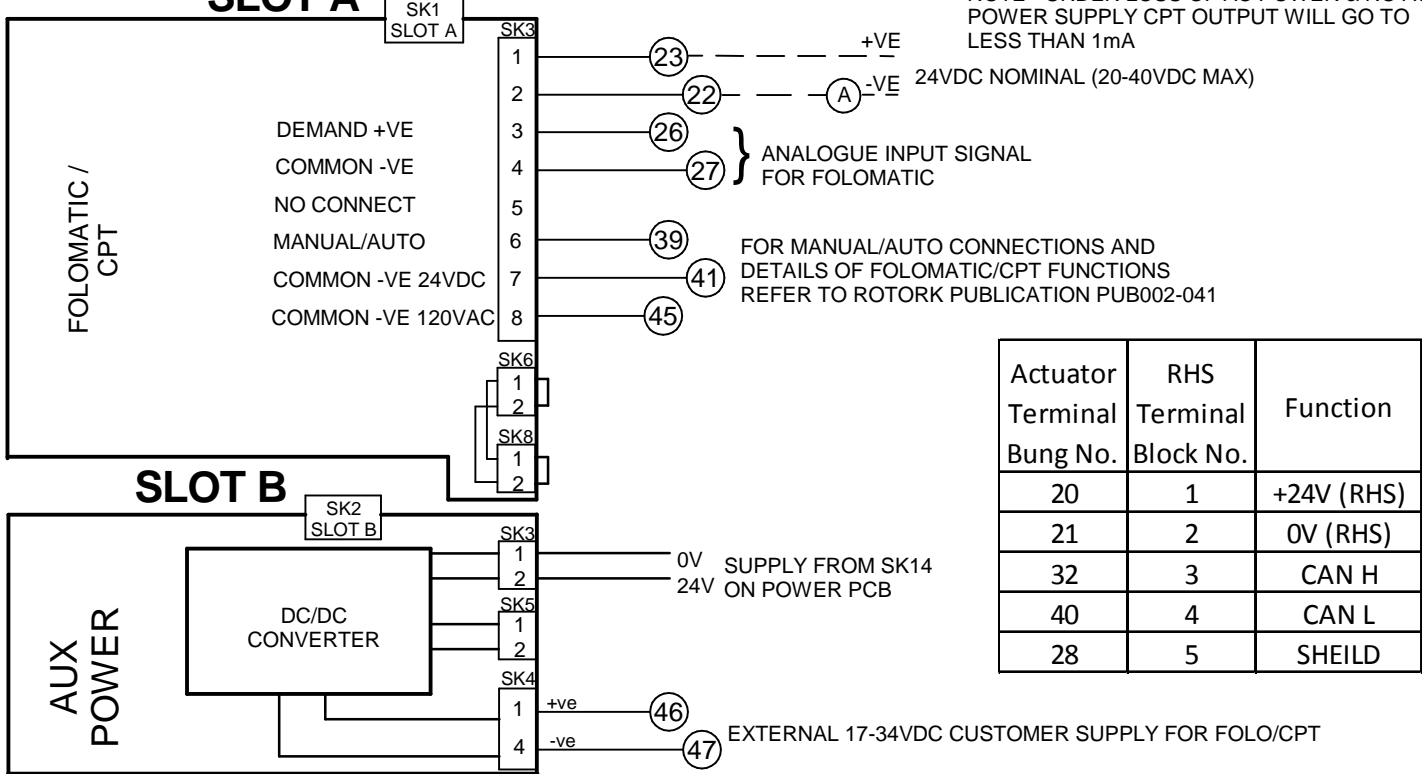 SLOT A
SK1
SLOT A
POWER SUPPLY CPT OUTPUT WILL GO TO
LESS THAN 1mA
FOLOMATIC /
CPT
SK3
1
23
+VE
2
22
A
-VE
24VDC NOMINAL (20-40VDC MAX)
DEMAND +VE
3
26
COMMON -VE
4
27
}
ANALOGUE INPUT SIGNAL
FOR FOLOMATIC
NO CONNECT
5
MANUAL/AUTO
6
39
COMMON -VE 24VDC
7
41
COMMON -VE 120VAC
8
45
FOR MANUAL/AUTO CONNECTIONS AND
DETAILS OF FOLOMATIC/CPT FUNCTIONS
REFER TO ROTORK PUBLICATION PUB002-041
SK6
1
2
SK8
1
2
SLOT B
SK2
SLOT B
AUX
POWER
DC/DC
CONVERTER
SK3
1
2
0V
24V
SUPPLY FROM SK14
ON POWER PCB
SK5
1
2
SK4
1
+ve
46
4
-ve
47
EXTERNAL 17-34VDC CUSTOMER SUPPLY FOR FOLO/CPT
Actuator
Terminal
Bung No.
RHS
Terminal
Block No.
Function
20 1 +24V (RHS)
21 2 0V (RHS)
32 3 CAN H
40 4 CAN L
28 5 SHEILD